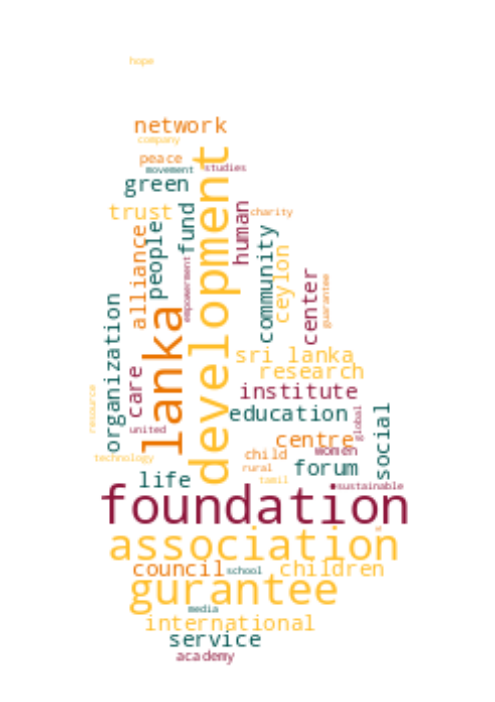 hope
network
company
peace
movement
studies
green
development
trust
fund
human
charity
people
alliance
community
ceylon
empowerment
center
guarantee
organization
lanka
sri lanka
research
care
institute
resource
education
global
social
united
centre
women
technology
child
forum
rural
life
tamil
sustainable
foundation
association
council
school
children
gurantee
media
international
service
academy